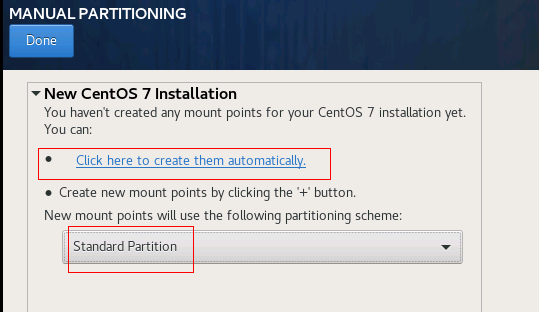 MANUAL PARTITIONING
Done
New CentOS 7 Installation
You haven't created any mount points for your CentOS 7 installation yet.
You can:
• Click here to create them automatically.
• Create new mount points by clicking the '+' button.
New mount points will use the following partitioning scheme:
Standard Partition